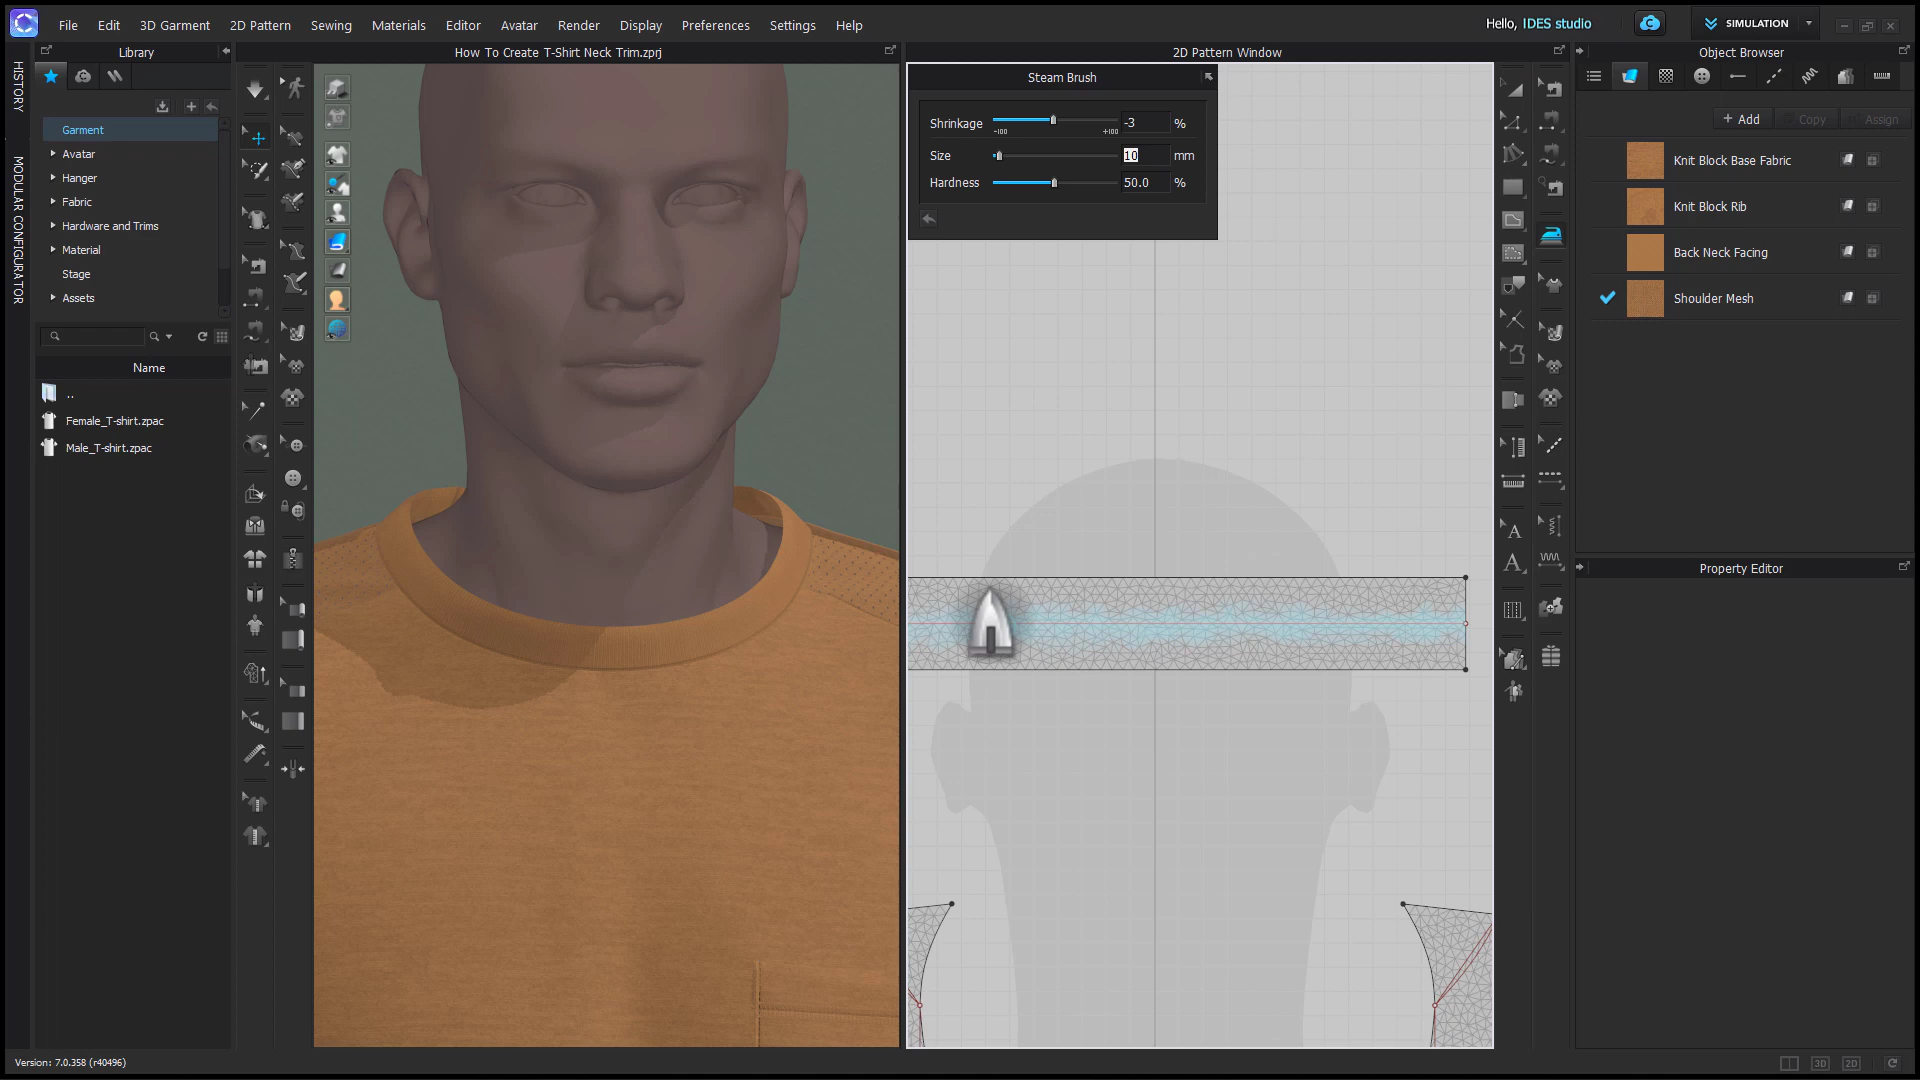 File Edit 3D Garment 2D Pattern Sewing Materials Editor Avatar Render Display Preferences Settings Help
Hello, IDES studio
SIMULATION
HISTORY
MODULAR CONFIGURATOR
Library
Garment
Avatar
Hanger
Fabric
Hardware and Trims
Material
Stage
Assets
Name
..
Female_T-shirt.zpac
Male_T-shirt.zpac
How To Create T-Shirt Neck Trim.zprj
2D Pattern Window
Steam Brush
Shrinkage -3 %
-100 +100
Size 10 mm
Hardness 50.0 %
Object Browser
+ Add Copy Assign
Knit Block Base Fabric
Knit Block Rib
Back Neck Facing
Shoulder Mesh
Property Editor
Version: 7.0.358 (r40496)
3D 2D